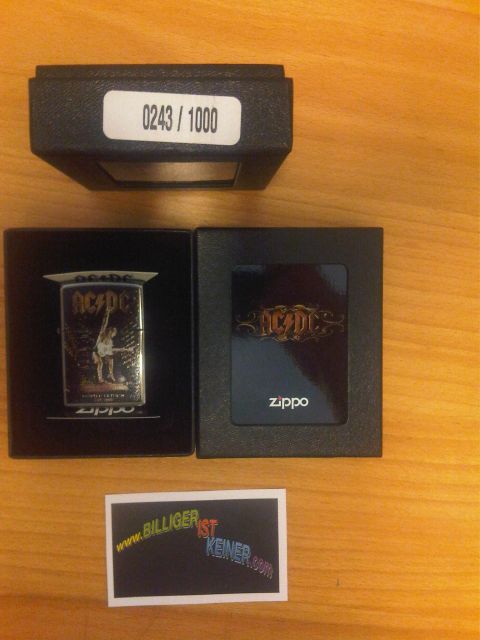 0243 / 1000
AC/DC
AC/DC
zippo
AC/DC
zippo
www.BILLIGER
IST
KEINER.com